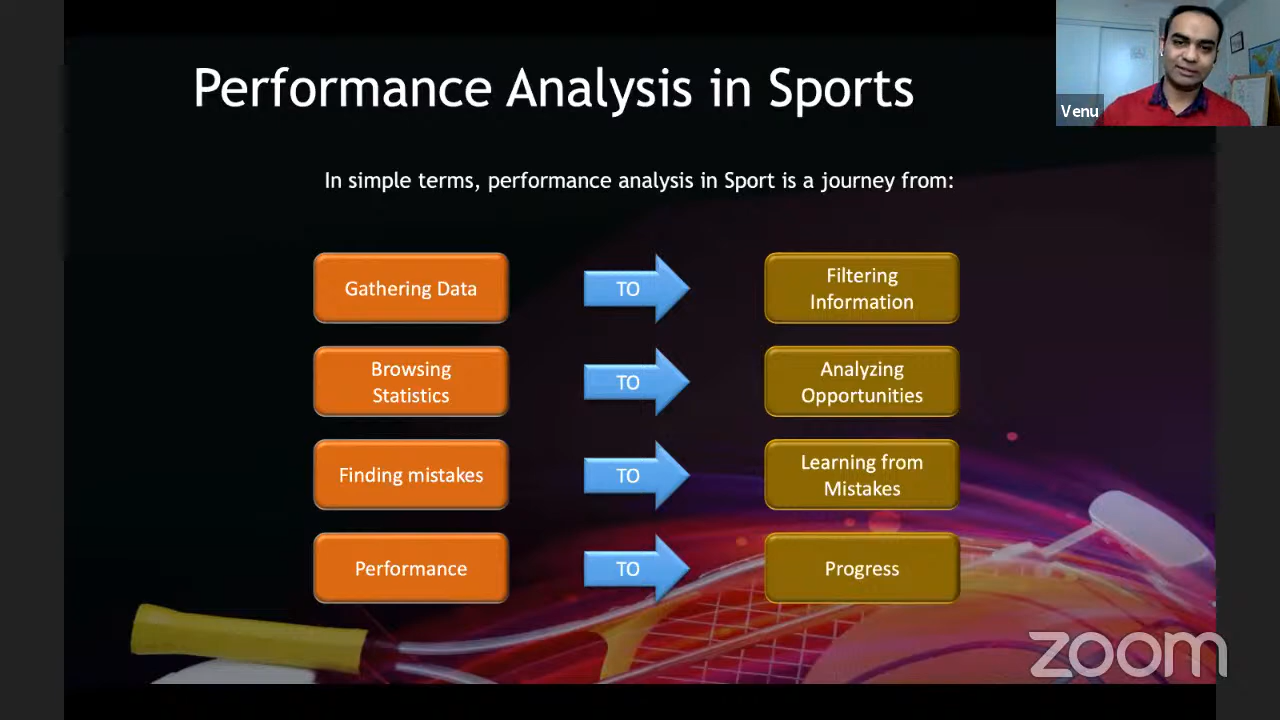 Performance Analysis in Sports
Venu
In simple terms, performance analysis in Sport is a journey from:
Gathering Data
TO
Filtering
Information
Browsing
Statistics
TO
Analyzing
Opportunities
Finding mistakes
TO
Learning from
Mistakes
Performance
TO
Progress
zoom